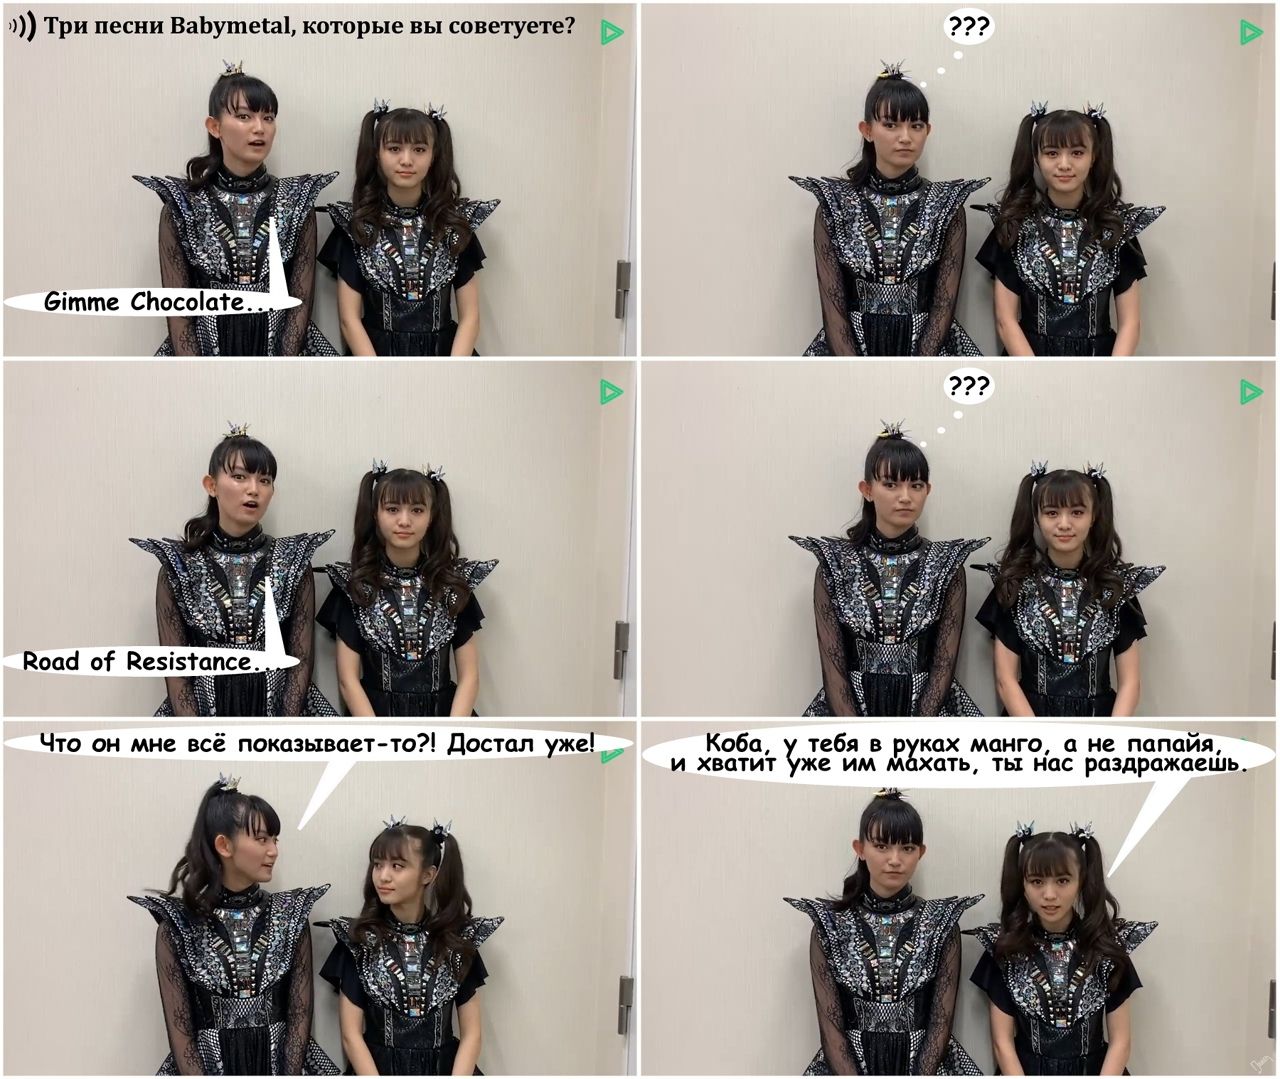 Три песни Babymetal, которые вы советуете?
Gimme Chocolate...
???
Road of Resistance...
???
Что он мне всё показывает-то?! Достал уже!
Коба, у тебя в руках манго, а не папайя,
и хватит уже им махать, ты нас раздражаешь.